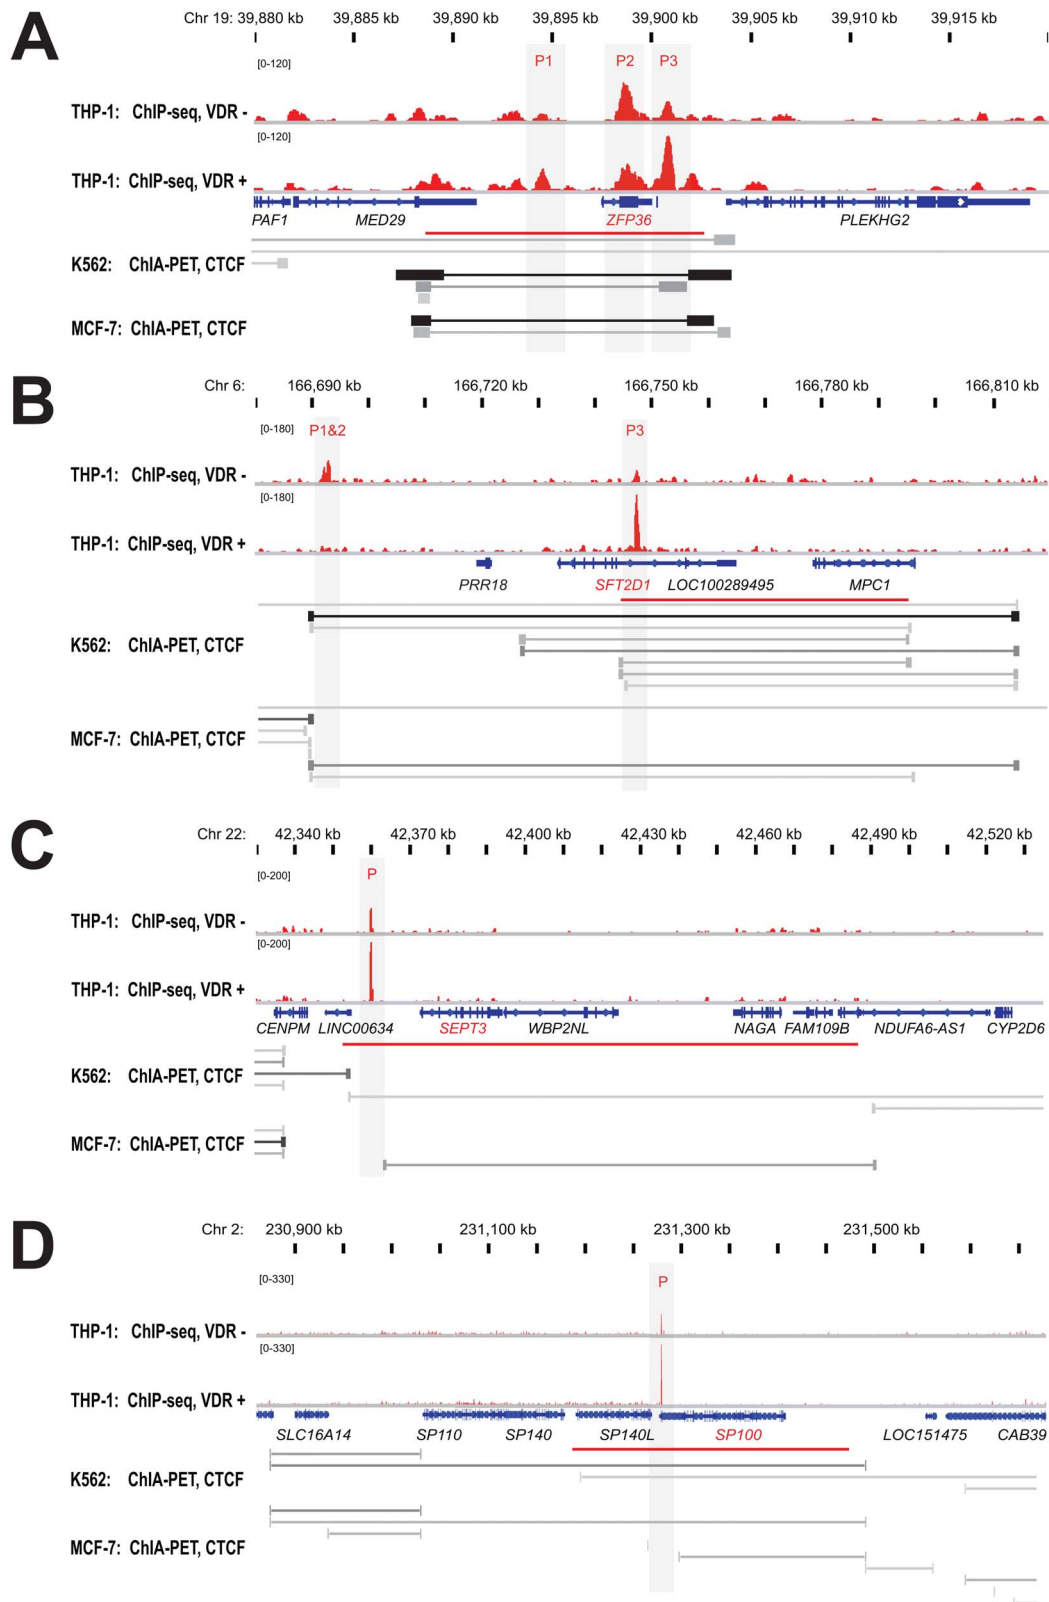 A
Chr 19: 39,880 kb 39,885 kb 39,890 kb 39,895 kb 39,900 kb 39,905 kb 39,910 kb 39,915 kb
[0-120] P1 P2 P3
THP-1: ChIP-seq, VDR -
[0-120]
THP-1: ChIP-seq, VDR +
PAF1 MED29 ZFP36 PLEKHG2
K562: ChIA-PET, CTCF
MCF-7: ChIA-PET, CTCF
B
Chr 6: 166,690 kb 166,720 kb 166,750 kb 166,780 kb 166,810 kb
[0-180] P1&2 P3
THP-1: ChIP-seq, VDR -
[0-180]
THP-1: ChIP-seq, VDR +
PRR18 SFT2D1 LOC100289495 MPC1
K562: ChIA-PET, CTCF
MCF-7: ChIA-PET, CTCF
C
Chr 22: 42,340 kb 42,370 kb 42,400 kb 42,430 kb 42,460 kb 42,490 kb 42,520 kb
[0-200] P
THP-1: ChIP-seq, VDR -
[0-200]
THP-1: ChIP-seq, VDR +
CENPM LINC00634 SEPT3 WBP2NL NAGA FAM109B NDUFA6-AS1 CYP2D6
K562: ChIA-PET, CTCF
MCF-7: ChIA-PET, CTCF
D
Chr 2: 230,900 kb 231,100 kb 231,300 kb 231,500 kb
[0-330] P
THP-1: ChIP-seq, VDR -
[0-330]
THP-1: ChIP-seq, VDR +
SLC16A14 SP110 SP140 SP140L SP100 LOC151475 CAB39
K562: ChIA-PET, CTCF
MCF-7: ChIA-PET, CTCF